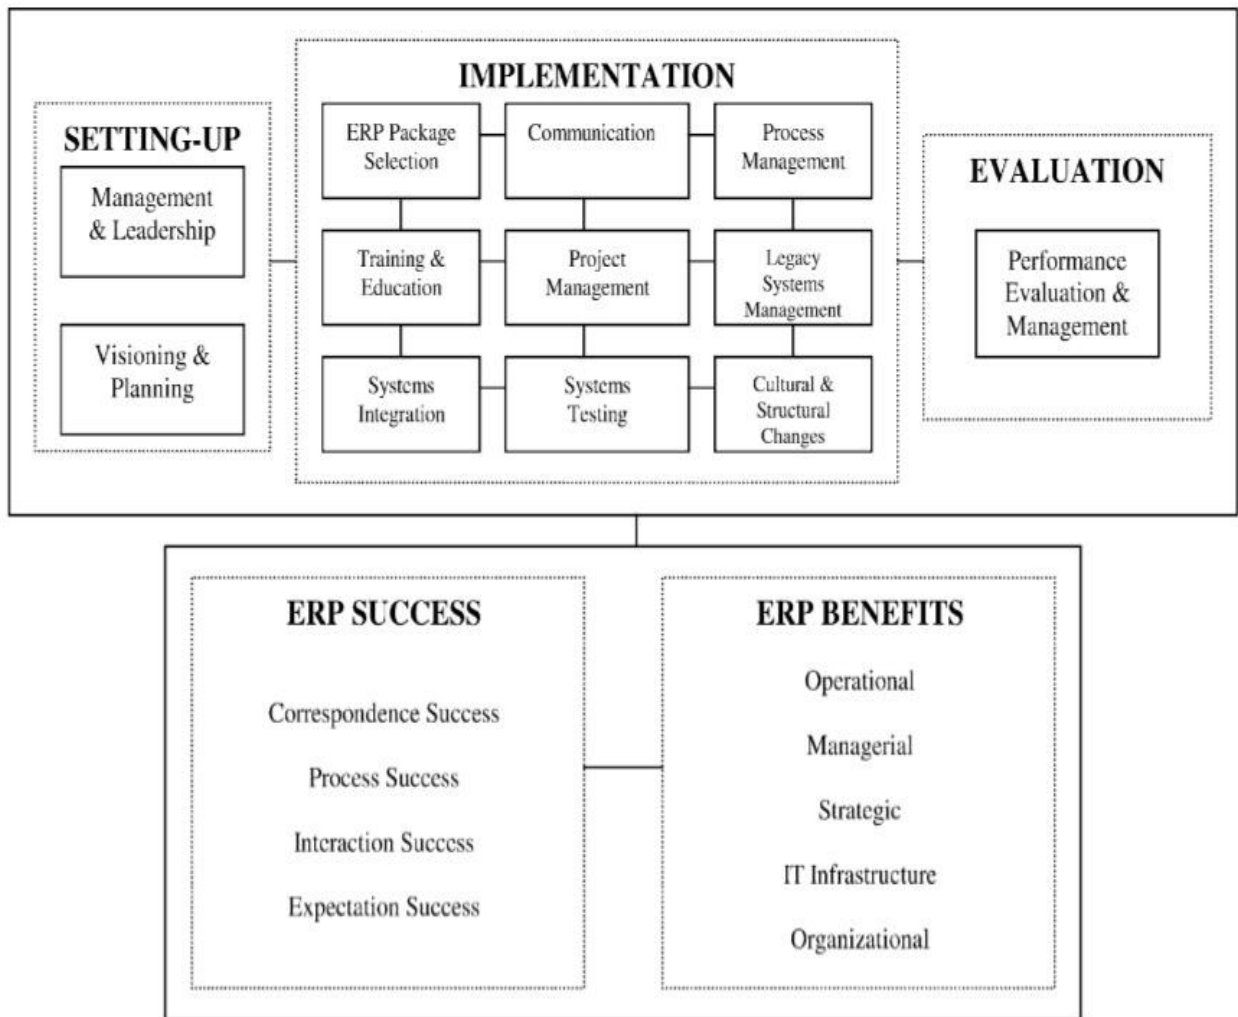 IMPLEMENTATION
SETTING-UP
Management
& Leadership
Visioning &
Planning
ERP Package
Selection
Communication
Process
Management
Training &
Education
Project
Management
Legacy
Systems
Management
Systems
Integration
Systems
Testing
Cultural &
Structural
Changes
EVALUATION
Performance
Evaluation &
Management
ERP SUCCESS
Correspondence Success
Process Success
Interaction Success
Expectation Success
ERP BENEFITS
Operational
Managerial
Strategic
IT Infrastructure
Organizational